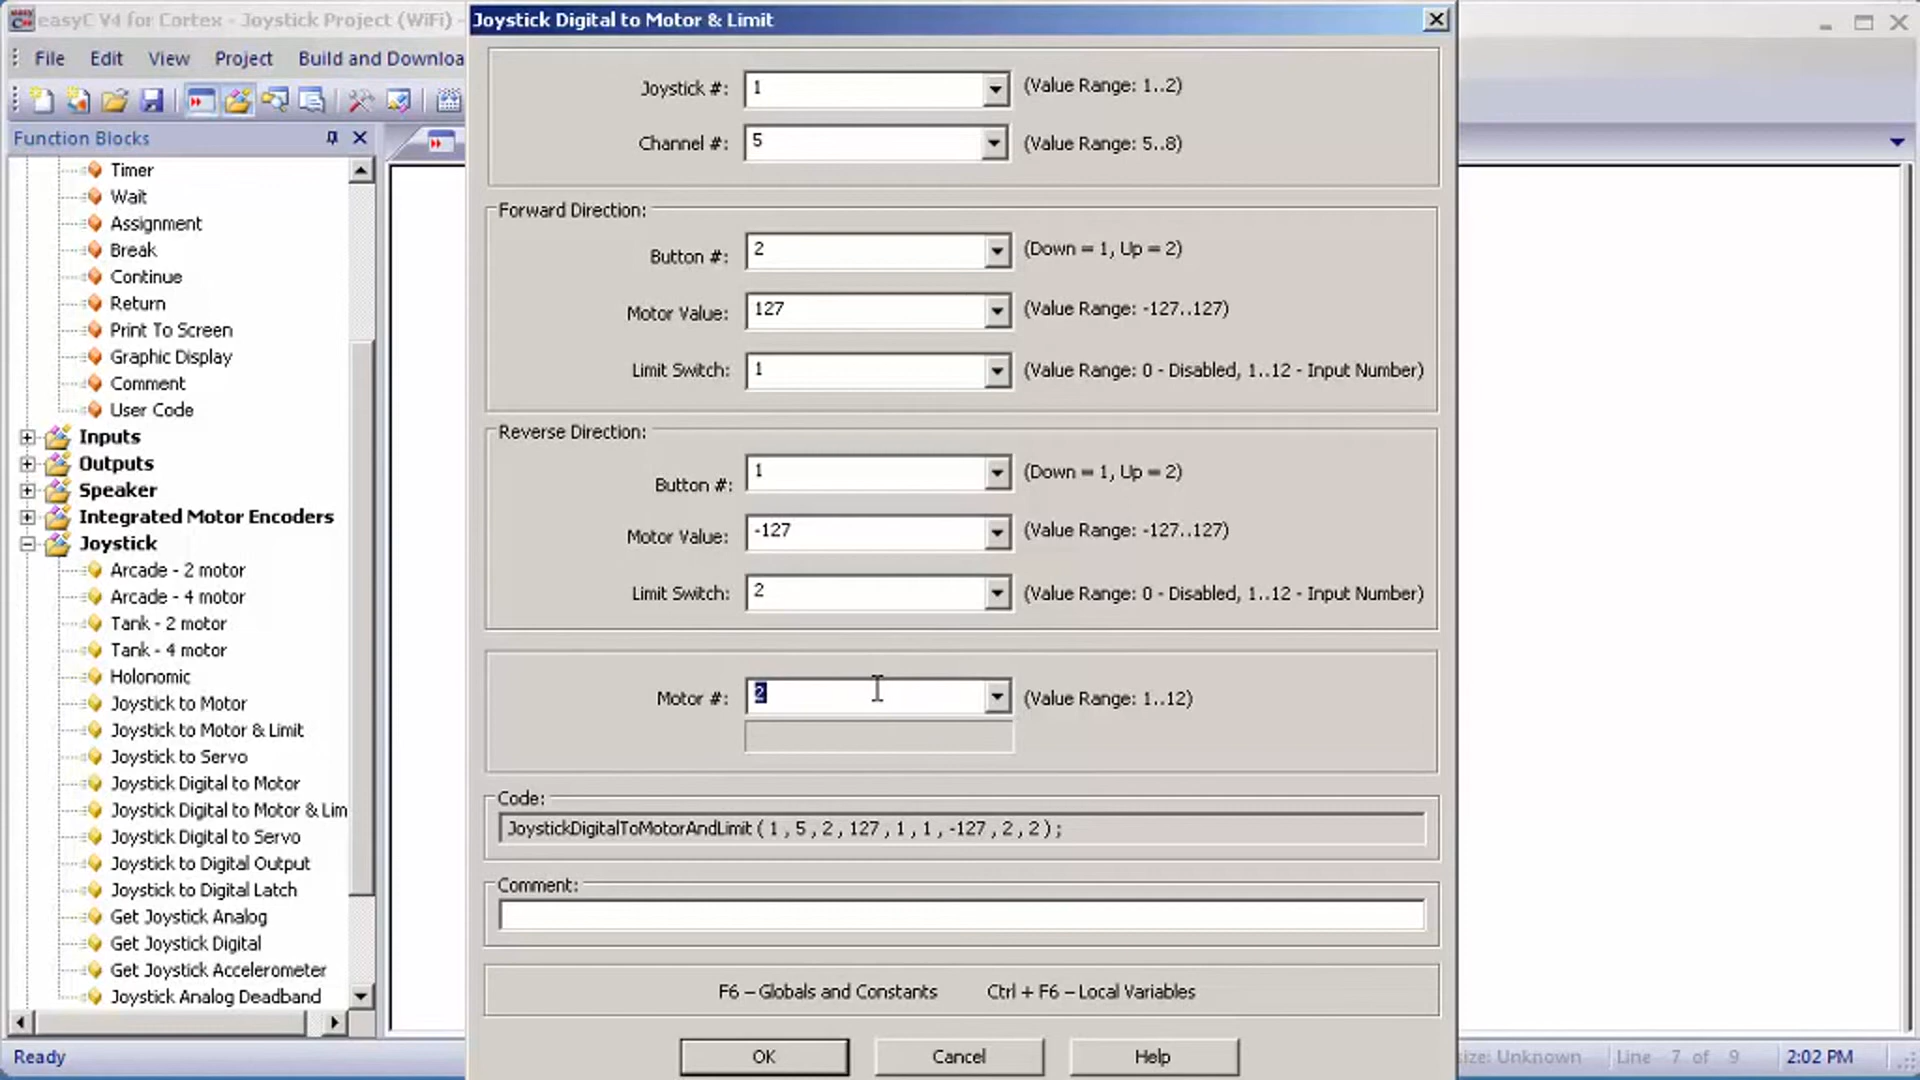 easyC V4 for Cortex - Joystick Project (WiFi) -
File Edit View Project Build and Downloa
Function Blocks
Timer
Wait
Assignment
Break
Continue
Return
Print To Screen
Graphic Display
Comment
User Code
Inputs
Outputs
Speaker
Integrated Motor Encoders
Joystick
Arcade - 2 motor
Arcade - 4 motor
Tank - 2 motor
Tank - 4 motor
Holonomic
Joystick to Motor
Joystick to Motor & Limit
Joystick to Servo
Joystick Digital to Motor
Joystick Digital to Motor & Lim
Joystick Digital to Servo
Joystick to Digital Output
Joystick to Digital Latch
Get Joystick Analog
Get Joystick Digital
Get Joystick Accelerometer
Joystick Analog Deadband
Joystick Digital to Motor & Limit
Joystick #: 1 (Value Range: 1..2)
Channel #: 5 (Value Range: 5..8)
Forward Direction:
Button #: 2 (Down = 1, Up = 2)
Motor Value: 127 (Value Range: -127..127)
Limit Switch: 1 (Value Range: 0 - Disabled, 1..12 - Input Number)
Reverse Direction:
Button #: 1 (Down = 1, Up = 2)
Motor Value: -127 (Value Range: -127..127)
Limit Switch: 2 (Value Range: 0 - Disabled, 1..12 - Input Number)
Motor #: 2 (Value Range: 1..12)
Code:
JoystickDigitalToMotorAndLimit ( 1 , 5 , 2 , 127 , 1 , 1 , -127 , 2 , 2 ) ;
Comment:
F6 – Globals and Constants Ctrl + F6 – Local Variables
OK Cancel Help
Ready size: Unknown Line 7 of 9 2:02 PM